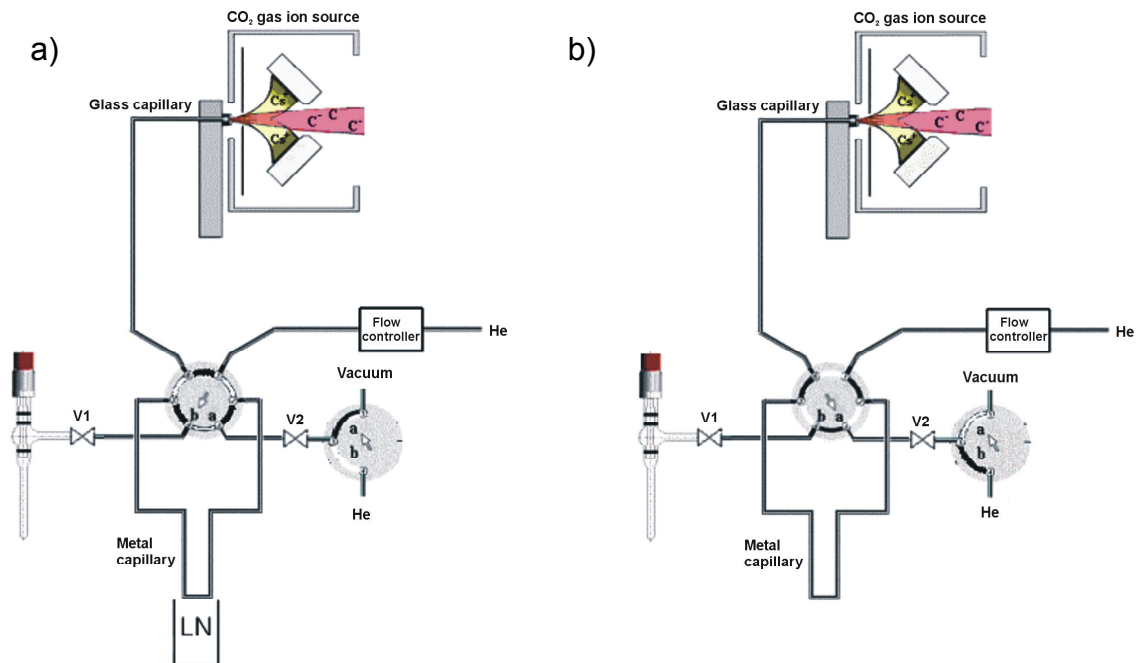 a)
CO₂ gas ion source
Glass capillary
Cs⁺
C⁻ C C⁻
Cs⁺
Flow
controller
He
Vacuum
V1
b a
V2
a
b
He
Metal
capillary
LN
b)
CO₂ gas ion source
Glass capillary
Cs⁺
C⁻ C C⁻
Cs⁺
Flow
controller
He
Vacuum
V1
b a
V2
a
b
He
Metal
capillary